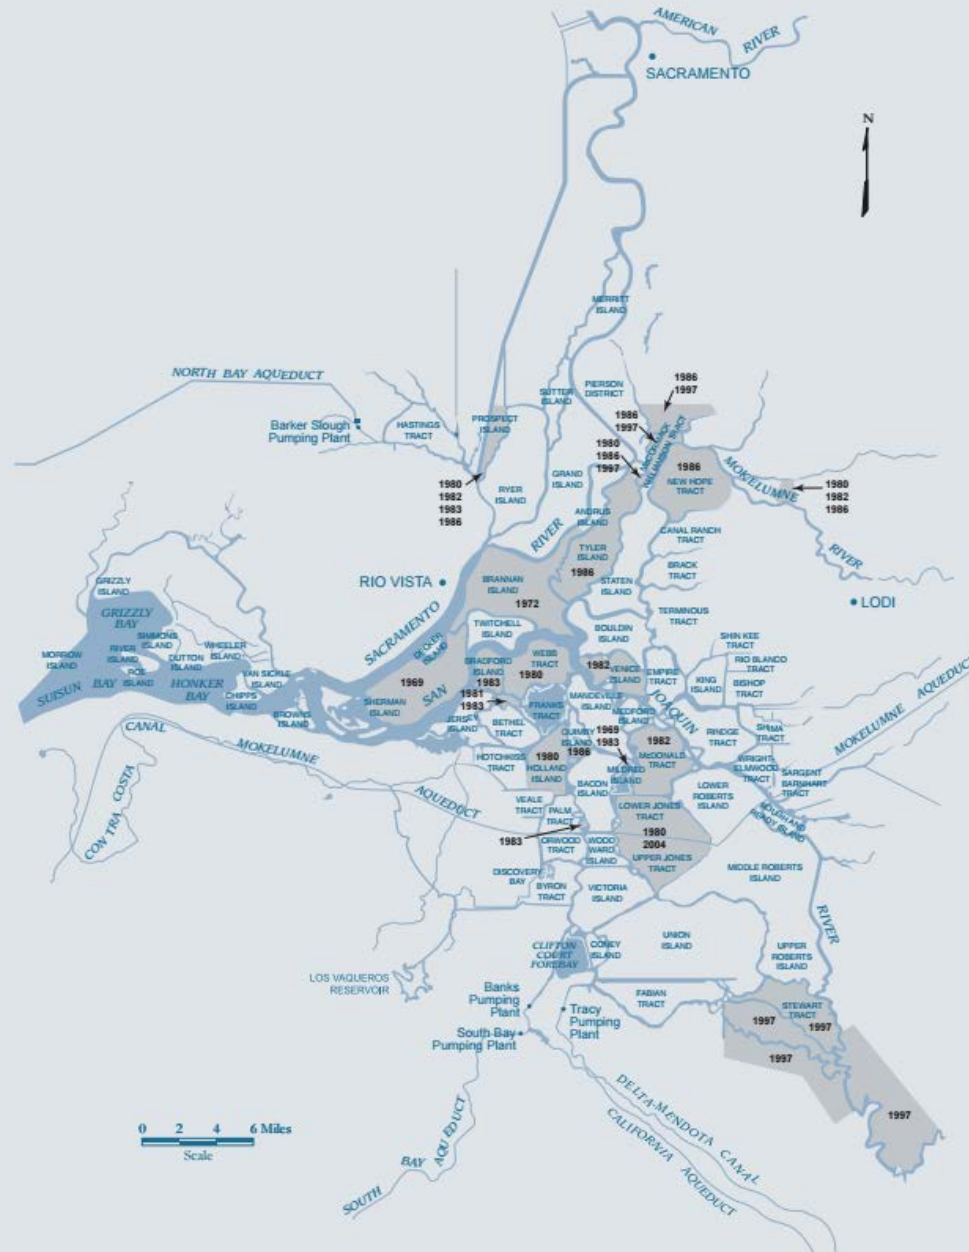 AMERICAN
RIVER
SACRAMENTO
N
MERRITT
ISLAND
NORTH BAY AQUEDUCT
Barker Slough
Pumping Plant
HASTINGS
TRACT
PROSPECT
ISLAND
SUTTER
ISLAND
PIERSON
DISTRICT
1986
1997
1986
1997
1980
1986
1997
McCORMACK
WILLIAMSON TRACT
1986
NEW HOPE
TRACT
MOKELUMNE
RIVER
1980
1982
1986
1980
1982
1983
1986
RYER
ISLAND
GRAND
ISLAND
ANDRUS
ISLAND
RIVER
CANAL RANCH
TRACT
TYLER
ISLAND
1986
BRACK
TRACT
STATEN
ISLAND
RIO VISTA
BRANNAN
ISLAND
1972
LODI
TERMINOUS
TRACT
GRIZZLY
ISLAND
GRIZZLY
BAY
SIMMONS
ISLAND
WHEELER
ISLAND
MORROW
ISLAND
RYER
ISLAND
ROE
ISLAND
DUTTON
ISLAND
SUISUN BAY
HONKER
BAY
VAN SICKLE
ISLAND
CHIPPS
ISLAND
BROWNS
ISLAND
SACRAMENTO
DECKER
ISLAND
TWITCHELL
ISLAND
BOULDIN
ISLAND
SHIN KEE
TRACT
RIO BLANCO
TRACT
BISHOP
TRACT
BRADFORD
ISLAND
1983
WEBB
TRACT
1980
1982
VENICE
ISLAND
EMPIRE
TRACT
KING
ISLAND
1969
SHERMAN
ISLAND
SAN
JOAQUIN
RIVER
1981
1983
FRANKS
TRACT
MANDEVILLE
ISLAND
MEDFORD
ISLAND
JERSEY
ISLAND
BETHEL
TRACT
QUIMBY
ISLAND
1986
1969
1983
1982
McDONALD
TRACT
RINDGE
TRACT
SHIMA
TRACT
AQUEDUCT
MOKELUMNE
CANAL
CONTRA COSTA
MOKELUMNE
AQUEDUCT
HOTCHKISS
TRACT
1980
HOLLAND
ISLAND
MILDRED
ISLAND
WRIGHT-
ELMWOOD
TRACT
SARGENT
BARNHART
TRACT
BACON
ISLAND
LOWER
ROBERTS
ISLAND
ROUGH AND
READY ISLAND
VEALE
TRACT
PALM
TRACT
LOWER JONES
TRACT
1980
2004
UPPER JONES
TRACT
1983
ORWOOD
TRACT
WOOD
WARD
ISLAND
MIDDLE ROBERTS
ISLAND
DISCOVERY
BAY
BYRON
TRACT
VICTORIA
ISLAND
CLIFTON
COURT
FOREBAY
CONEY
ISLAND
UNION
ISLAND
UPPER
ROBERTS
ISLAND
LOS VAQUEROS
RESERVOIR
Banks
Pumping
Plant
Tracy
Pumping
Plant
South Bay
Pumping Plant
FABIAN
TRACT
STEWART
TRACT
1997
1997
1997
1997
0 2 4 6 Miles
Scale
SOUTH BAY AQUEDUCT
DELTA-MENDOTA CANAL
CALIFORNIA AQUEDUCT